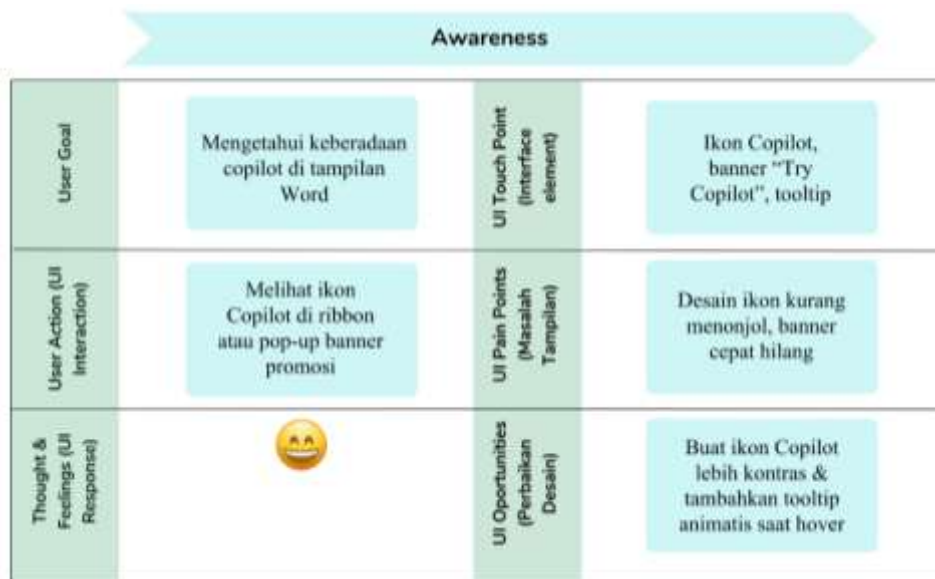 Awareness
User Goal
Mengetahui keberadaan
copilot di tampilan
Word
UI Touch Point
(Interface
element)
Ikon Copilot,
banner “Try
Copilot”, tooltip
User Action (UI
Interaction)
Melihat ikon
Copilot di ribbon
atau pop-up banner
promosi
UI Pain Points
(Masalah
Tampilan)
Desain ikon kurang
menonjol, banner
cepat hilang
Thought &
Feelings (UI
Response)
UI Oportunities
(Perbaikan
Desain)
Buat ikon Copilot
lebih kontras &
tambahkan tooltip
animatis saat hover